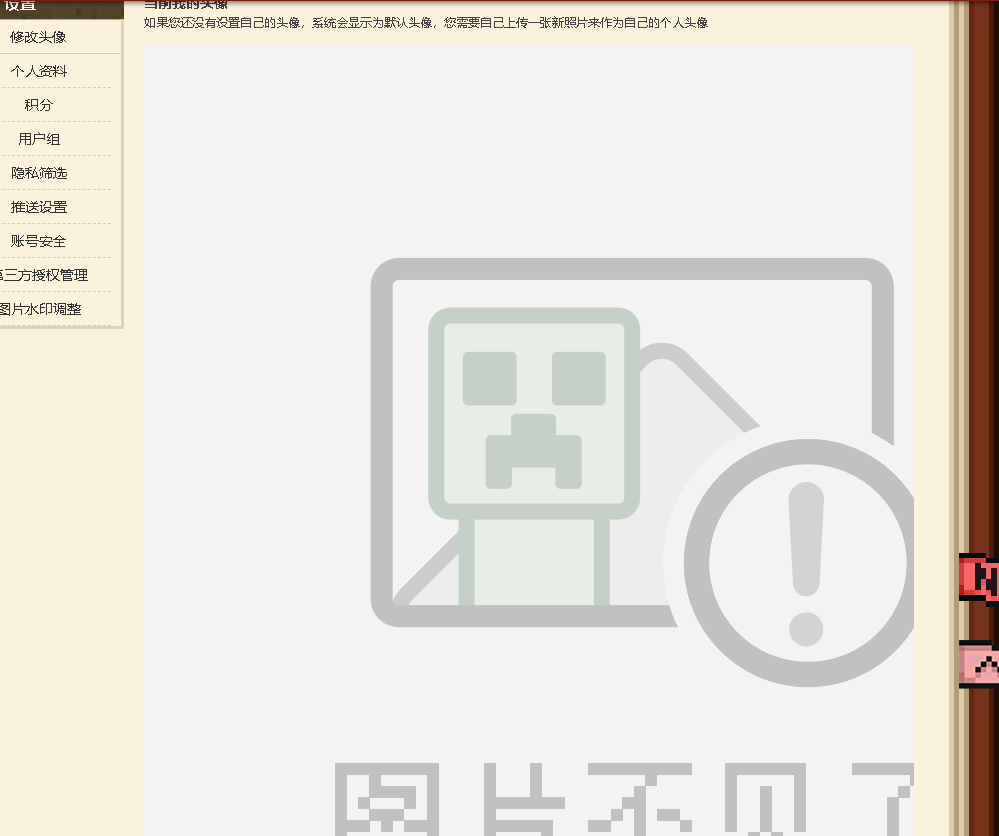 设置
修改头像
个人资料
积分
用户组
隐私筛选
推送设置
账号安全
第三方授权管理
图片水印调整
当前我的头像
如果您还没有设置自己的头像，系统会显示为默认头像，您需要自己上传一张新照片来作为自己的个人头像
图片不见了
N